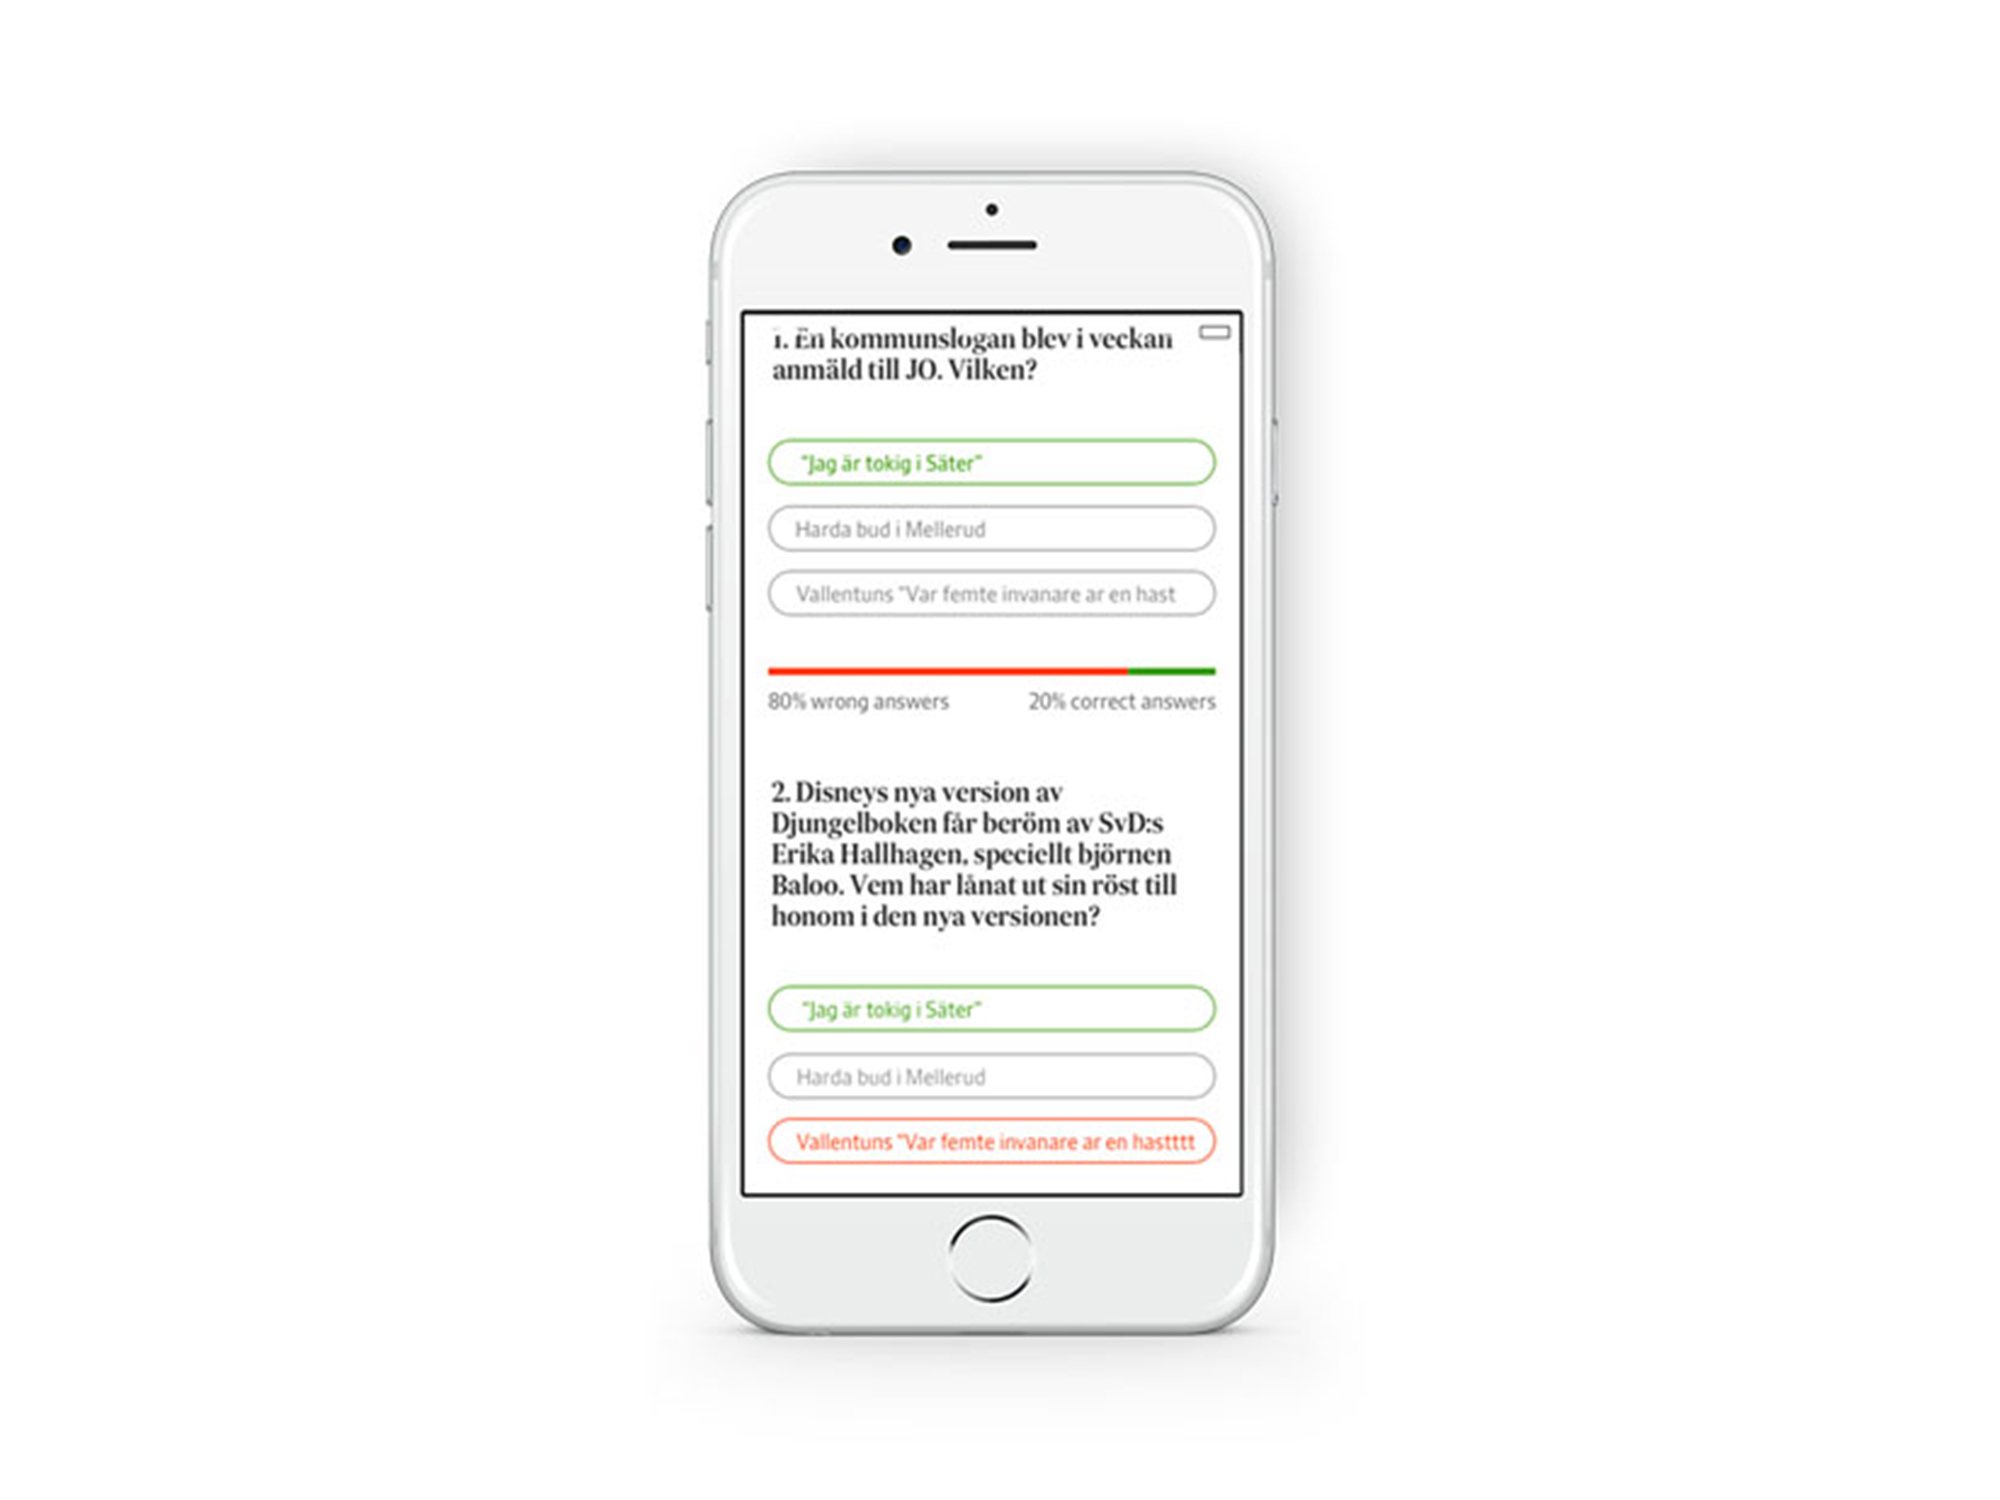 1. En kommunslogan blev i veckan
anmäld till JO. Vilken?
"Jag är tokig i Säter"
Harda bud i Mellerud
Vallentuns "Var femte invanare ar en hast
80% wrong answers
20% correct answers
2. Disneys nya version av
Djungelboken får beröm av SvD:s
Erika Hallhagen, speciellt björnen
Baloo. Vem har lånat ut sin röst till
honom i den nya versionen?
"Jag är tokig i Säter"
Harda bud i Mellerud
Vallentuns "Var femte invanare ar en hastttt